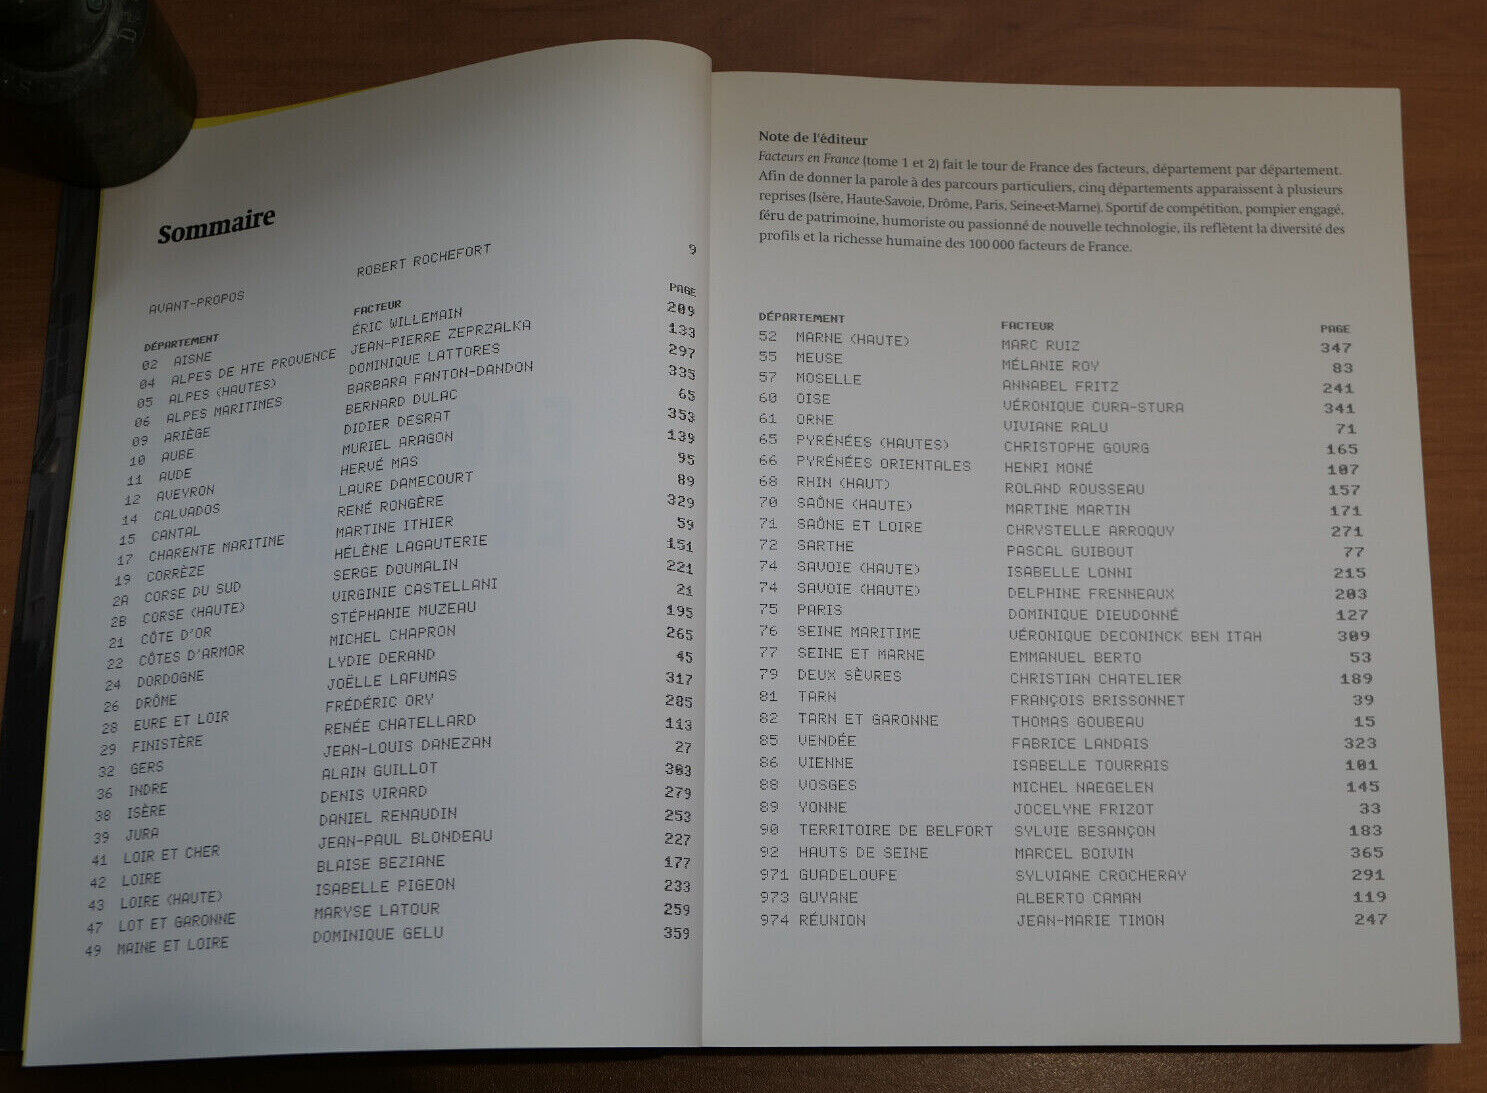 Sommaire
AVANT-PROPOS ROBERT ROCHEFORT 9
DÉPARTEMENT FACTEUR PAGE
02 AISNE ÉRIC WILLEMAIN 209
04 ALPES DE HTE PROVENCE JEAN-PIERRE ZEPRZALKA 133
05 ALPES (HAUTES) DOMINIQUE LATTORES 297
06 ALPES MARITIMES BARBARA FANTON-DANDON 335
09 ARIÈGE BERNARD DULAC 65
10 AUBE DIDIER DESRAT 353
11 AUDE MURIEL ARAGON 139
12 AVEYRON HERVÉ MAS 95
14 CALVADOS LAURE DAMECOURT 89
15 CANTAL RENÉ RONGÈRE 329
17 CHARENTE MARITIME MARTINE ITHIER 59
19 CORRÈZE HÉLÈNE LAGAUTERIE 151
2A CORSE DU SUD SERGE DOUMALIN 221
2B CORSE (HAUTE) VIRGINIE CASTELLANI 21
21 CÔTE D'OR STÉPHANIE MUZEAU 195
22 CÔTES D'ARMOR MICHEL CHAPRON 265
24 DORDOGNE LYDIE DERAND 45
26 DRÔME JOËLLE LAFUMAS 317
28 EURE ET LOIR FRÉDÉRIC ORY 285
29 FINISTÈRE RENÉE CHATELLARD 113
32 GERS JEAN-LOUIS DANEZAN 27
36 INDRE ALAIN GUILLOT 303
38 ISÈRE DENIS VIRARD 279
39 JURA DANIEL RENAUDIN 253
41 LOIR ET CHER JEAN-PAUL BLONDEAU 227
42 LOIRE BLAISE BEZIANE 177
43 LOIRE (HAUTE) ISABELLE PIGEON 233
47 LOT ET GARONNE MARYSE LATOUR 259
49 MAINE ET LOIRE DOMINIQUE GELU 359
Note de l'éditeur
Facteurs en France (tome 1 et 2) fait le tour de France des facteurs, département par département.
Afin de donner la parole à des parcours particuliers, cinq départements apparaissent à plusieurs
reprises (Isère, Haute-Savoie, Drôme, Paris, Seine-et-Marne). Sportif de compétition, pompier engagé,
féru de patrimoine, humoriste ou passionné de nouvelle technologie, ils reflètent la diversité des
profils et la richesse humaine des 100 000 facteurs de France.
DÉPARTEMENT FACTEUR PAGE
52 MARNE (HAUTE) MARC RUIZ 347
55 MEUSE MÉLANIE ROY 83
57 MOSELLE ANNABEL FRITZ 241
60 OISE VÉRONIQUE CURA-STURA 341
61 ORNE VIVIANE RALU 71
65 PYRÉNÉES (HAUTES) CHRISTOPHE GOURG 165
66 PYRÉNÉES ORIENTALES HENRI MONÉ 107
68 RHIN (HAUT) ROLAND ROUSSEAU 157
70 SAÔNE (HAUTE) MARTINE MARTIN 171
71 SAÔNE ET LOIRE CHRYSTELLE ARROQUY 271
72 SARTHE PASCAL GUIBOUT 77
74 SAVOIE (HAUTE) ISABELLE LONNI 215
74 SAVOIE (HAUTE) DELPHINE FRENNEAUX 203
75 PARIS DOMINIQUE DIEUDONNÉ 127
76 SEINE MARITIME VÉRONIQUE DECONINCK BEN ITAH 309
77 SEINE ET MARNE EMMANUEL BERTO 53
79 DEUX SÈVRES CHRISTIAN CHATELIER 189
81 TARN FRANÇOIS BRISSONNET 39
82 TARN ET GARONNE THOMAS GOUBEAU 15
85 VENDÉE FABRICE LANDAIS 323
86 VIENNE ISABELLE TOURRAIS 101
88 VOSGES MICHEL NAEGELEN 145
89 YONNE JOCELYNE FRIZOT 33
90 TERRITOIRE DE BELFORT SYLVIE BESANÇON 183
92 HAUTS DE SEINE MARCEL BOIVIN 365
971 GUADELOUPE SYLVIANE CROCHERAY 291
973 GUYANE ALBERTO CAMAN 119
974 RÉUNION JEAN-MARIE TIMON 247